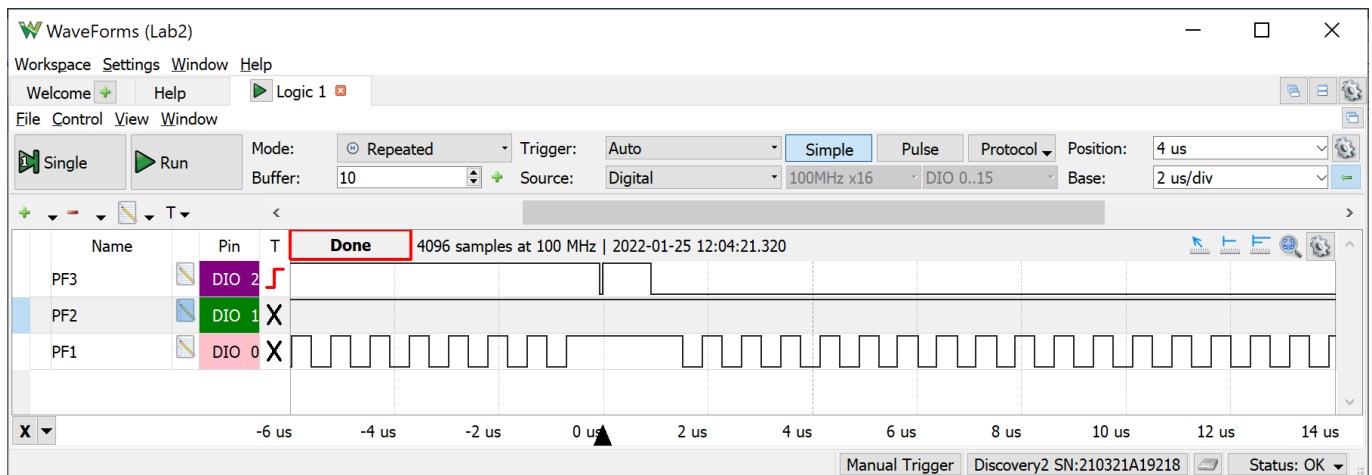 WaveForms (Lab2)
Workspace Settings Window Help
Welcome Help Logic 1
File Control View Window
Single Run Mode: Repeated Trigger: Auto Simple Pulse Protocol Position: 4 us
Buffer: 10 Source: Digital 100MHz x16 DIO 0..15 Base: 2 us/div
T
Name Pin T Done 4096 samples at 100 MHz | 2022-01-25 12:04:21.320
PF3 DIO 2
PF2 DIO 1 X
PF1 DIO 0 X
X -6 us -4 us -2 us 0 us 2 us 4 us 6 us 8 us 10 us 12 us 14 us
Manual Trigger Discovery2 SN:210321A19218 Status: OK